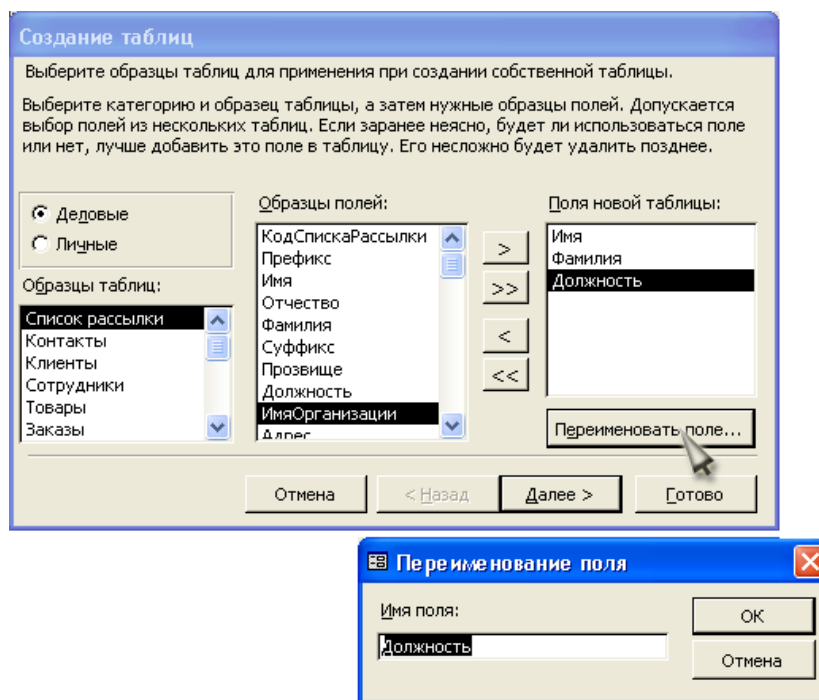 Создание таблиц
Выберите образцы таблиц для применения при создании собственной таблицы.
Выберите категорию и образец таблицы, а затем нужные образцы полей. Допускается
выбор полей из нескольких таблиц. Если заранее неясно, будет ли использоваться поле
или нет, лучше добавить это поле в таблицу. Его несложно будет удалить позднее.
Деловые
Личные
Образцы таблиц:
Список рассылки
Контакты
Клиенты
Сотрудники
Товары
Заказы
Образцы полей:
КодСпискаРассылки
Префикс
Имя
Отчество
Фамилия
Суффикс
Прозвище
Должность
ИмяОрганизации
Адрес
>
>>
<
<<
Поля новой таблицы:
Имя
Фамилия
Должность
Переименовать поле...
Отмена
< Назад
Далее >
Готово
Переименование поля
Имя поля:
Должность
ОК
Отмена